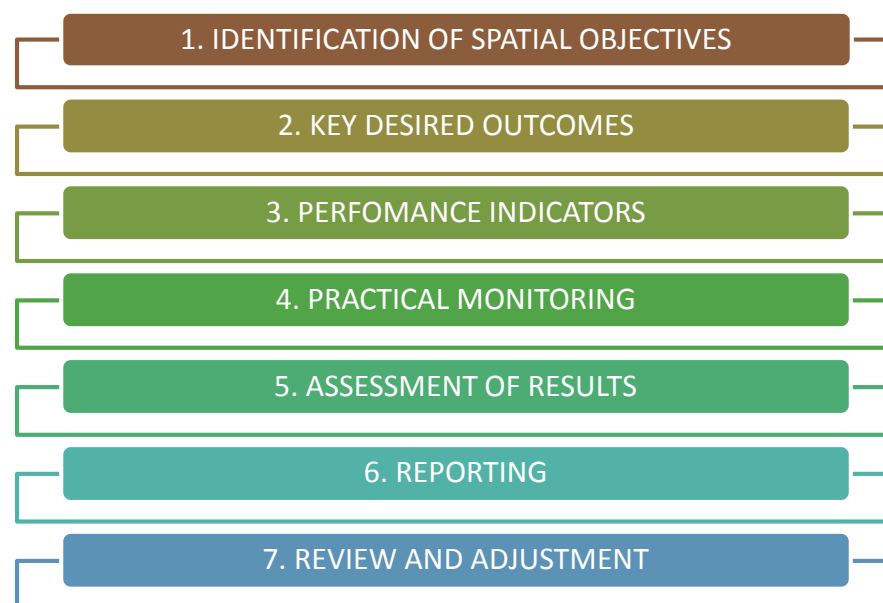 1. IDENTIFICATION OF SPATIAL OBJECTIVES
2. KEY DESIRED OUTCOMES
3. PERFOMANCE INDICATORS
4. PRACTICAL MONITORING
5. ASSESSMENT OF RESULTS
6. REPORTING
7. REVIEW AND ADJUSTMENT